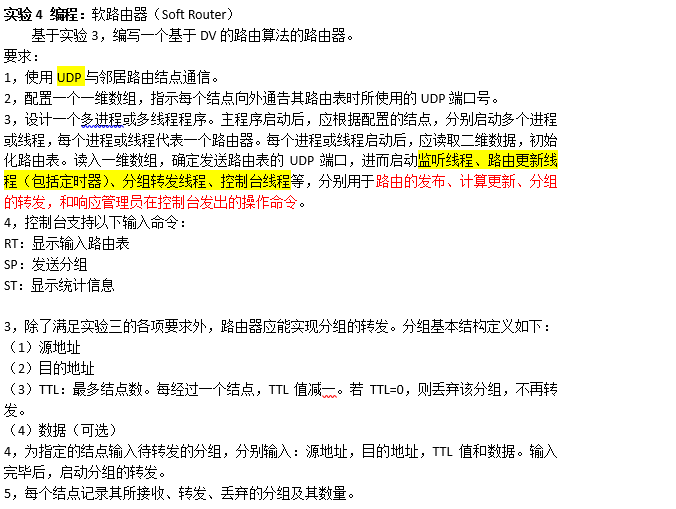 实验 4 编程：软路由器（Soft Router）
基于实验 3，编写一个基于 DV 的路由算法的路由器。
要求：
1，使用 UDP 与邻居路由结点通信。
2，配置一个一维数组，指示每个结点向外通告其路由表时所使用的 UDP 端口号。
3，设计一个多进程或多线程程序。主程序启动后，应根据配置的结点，分别启动多个进程
或线程，每个进程或线程代表一个路由器。每个进程或线程启动后，应读取二维数据，初始
化路由表。读入一维数组，确定发送路由表的 UDP 端口，进而启动监听线程、路由更新线
程（包括定时器）、分组转发线程、控制台线程等，分别用于路由的发布、计算更新、分组
的转发，和响应管理员在控制台发出的操作命令。
4，控制台支持以下输入命令：
RT：显示输入路由表
SP：发送分组
ST：显示统计信息
3，除了满足实验三的各项要求外，路由器应能实现分组的转发。分组基本结构定义如下：
（1）源地址
（2）目的地址
（3）TTL：最多结点数。每经过一个结点，TTL 值减一。若 TTL=0，则丢弃该分组，不再转
发。
（4）数据（可选）
4，为指定的结点输入待转发的分组，分别输入：源地址，目的地址，TTL 值和数据。输入
完毕后，启动分组的转发。
5，每个结点记录其所接收、转发、丢弃的分组及其数量。